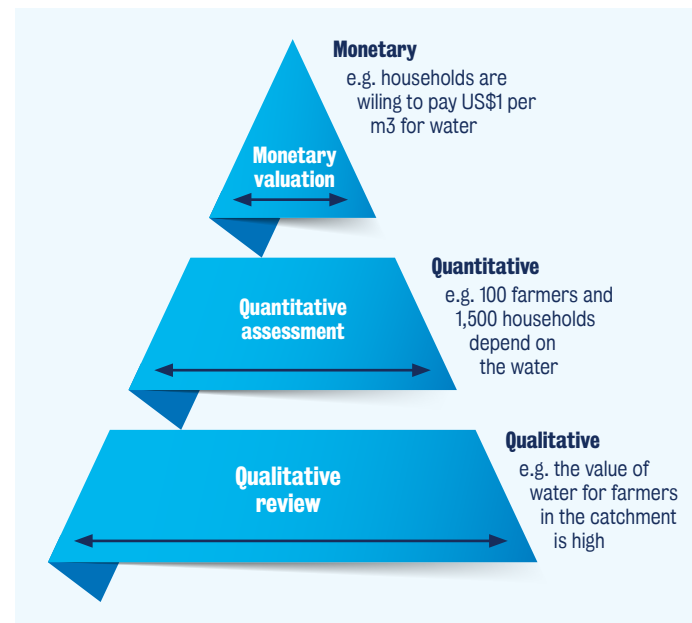 Monetary
e.g. households are
wiling to pay US$1 per
m3 for water
Monetary
valuation
Quantitative
e.g. 100 farmers and
1,500 households
depend on
the water
Quantitative
assessment
Qualitative
e.g. the value of
water for farmers
in the catchment
is high
Qualitative
review